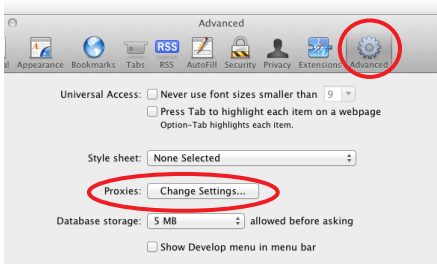 Advanced
al Appearance Bookmarks Tabs RSS AutoFill Security Privacy Extensions Advanced
RSS
Universal Access: Never use font sizes smaller than 9
Press Tab to highlight each item on a webpage
Option-Tab highlights each item.
Style sheet: None Selected
Proxies: Change Settings...
Database storage: 5 MB allowed before asking
Show Develop menu in menu bar